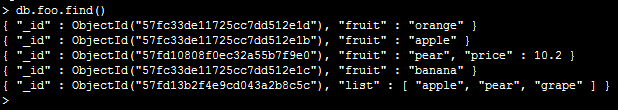 > db.foo.find()
{ "_id" : ObjectId("57fc33de11725cc7dd512e1d"), "fruit" : "orange" }
{ "_id" : ObjectId("57fc33de11725cc7dd512e1b"), "fruit" : "apple" }
{ "_id" : ObjectId("57fd10808f0ec32a55b7f9e0"), "fruit" : "pear", "price" : 10.2 }
{ "_id" : ObjectId("57fc33de11725cc7dd512e1c"), "fruit" : "banana" }
{ "_id" : ObjectId("57fd13b2f4e9cd043a2b8c5c"), "list" : [ "apple", "pear", "grape" ] }
>